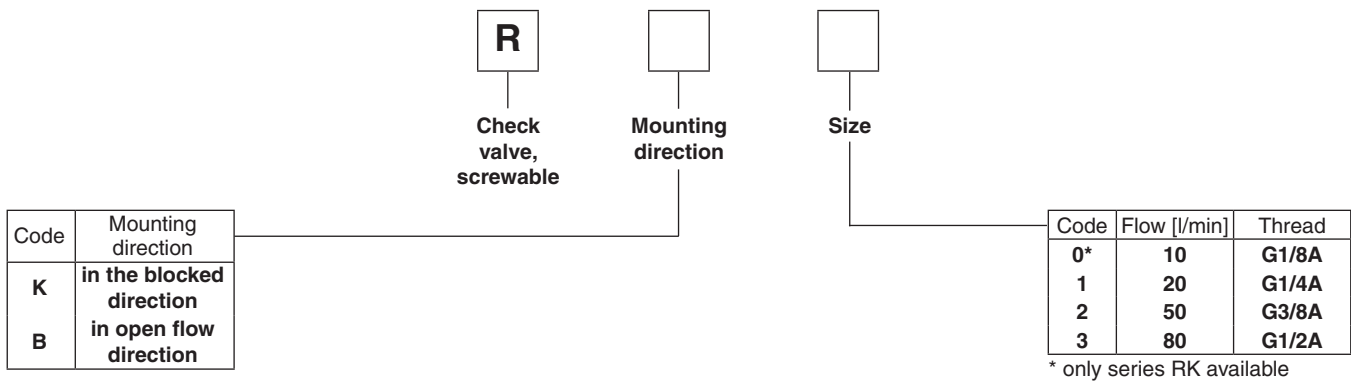 R
Check
valve,
screwable
Mounting
direction
Size
Code Mounting
direction
K in the blocked
direction
B in open flow
direction
Code Flow [l/min] Thread
0* 10 G1/8A
1 20 G1/4A
2 50 G3/8A
3 80 G1/2A
* only series RK available